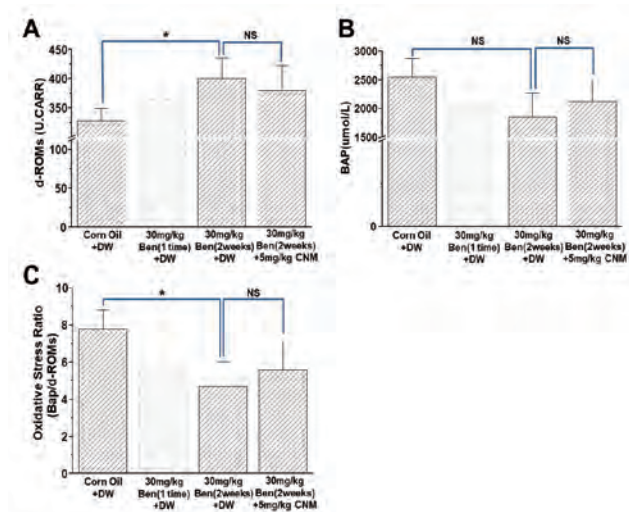 A
*
NS
d-ROMs (U.CARR)
450
400
350
300
100
50
0
Corn Oil
+DW
30mg/kg
Ben(1 time)
+DW
30mg/kg
Ben(2weeks)
+DW
30mg/kg
Ben(2weeks)
+5mg/kg CNM
B
NS
NS
BAP(umol/L)
3000
2500
2000
1500
0
Corn Oil
+DW
30mg/kg
Ben(1 time)
+DW
30mg/kg
Ben(2weeks)
+DW
30mg/kg
Ben(2weeks)
+5mg/kg CNM
C
*
NS
Oxidative Stress Ratio
(Bap/d-ROMs)
10
8
6
4
2
0
Corn Oil
+DW
30mg/kg
Ben(1 time)
+DW
30mg/kg
Ben(2weeks)
+DW
30mg/kg
Ben(2weeks)
+5mg/kg CNM